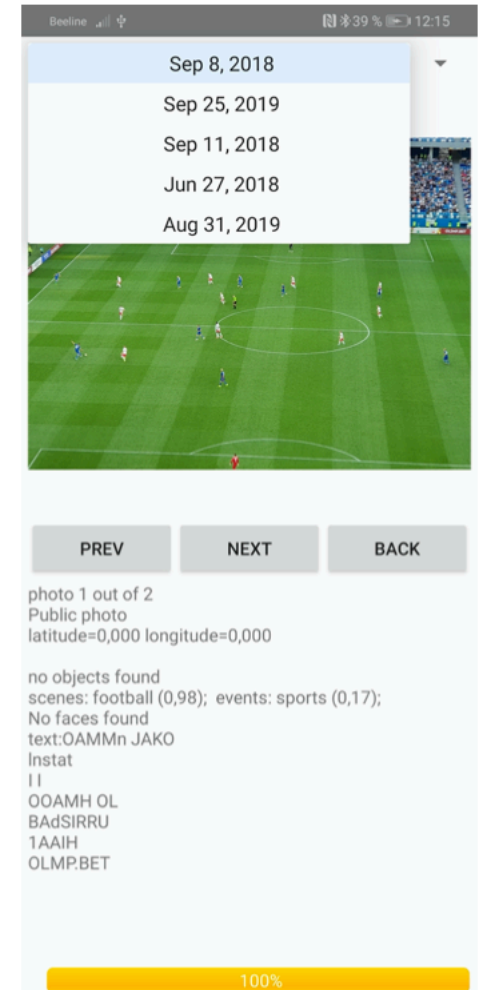 Beeline 39 % 12:15
Sep 8, 2018
Sep 25, 2019
Sep 11, 2018
Jun 27, 2018
Aug 31, 2019
PREV NEXT BACK
photo 1 out of 2
Public photo
latitude=0,000 longitude=0,000
no objects found
scenes: football (0,98); events: sports (0,17);
No faces found
text:OAMMn JAKO
Instat
I I
OOAMH OL
BAdSIRRU
1AAIH
OLMP.BET
100%